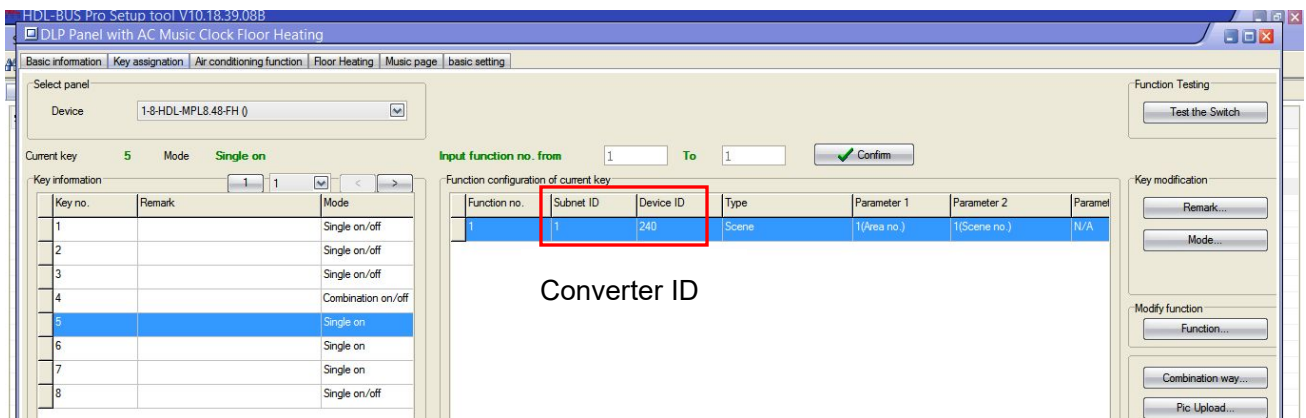 HDL-BUS Pro Setup tool V10.18.39.08B
DLP Panel with AC Music Clock Floor Heating
Basic information Key assignation Air conditioning function Floor Heating Music page basic setting
Select panel
Device 1-8-HDL-MPL8.48-FH ()
Function Testing
Test the Switch
Current key 5 Mode Single on Input function no. from 1 To 1 Confirm
Key information 1 1 < >
Function configuration of current key
Key modification
Key no. Remark Mode
Function no. Subnet ID Device ID Type Parameter 1 Parameter 2 Paramet
Remark...
1 Single on/off
1 1 240 Scene 1(Area no.) 1(Scene no.) N/A
Mode...
2 Single on/off
3 Single on/off
4 Combination on/off
Converter ID
5 Single on
Modify function
Function...
6 Single on
7 Single on
Combination way...
8 Single on/off
Pic Upload...